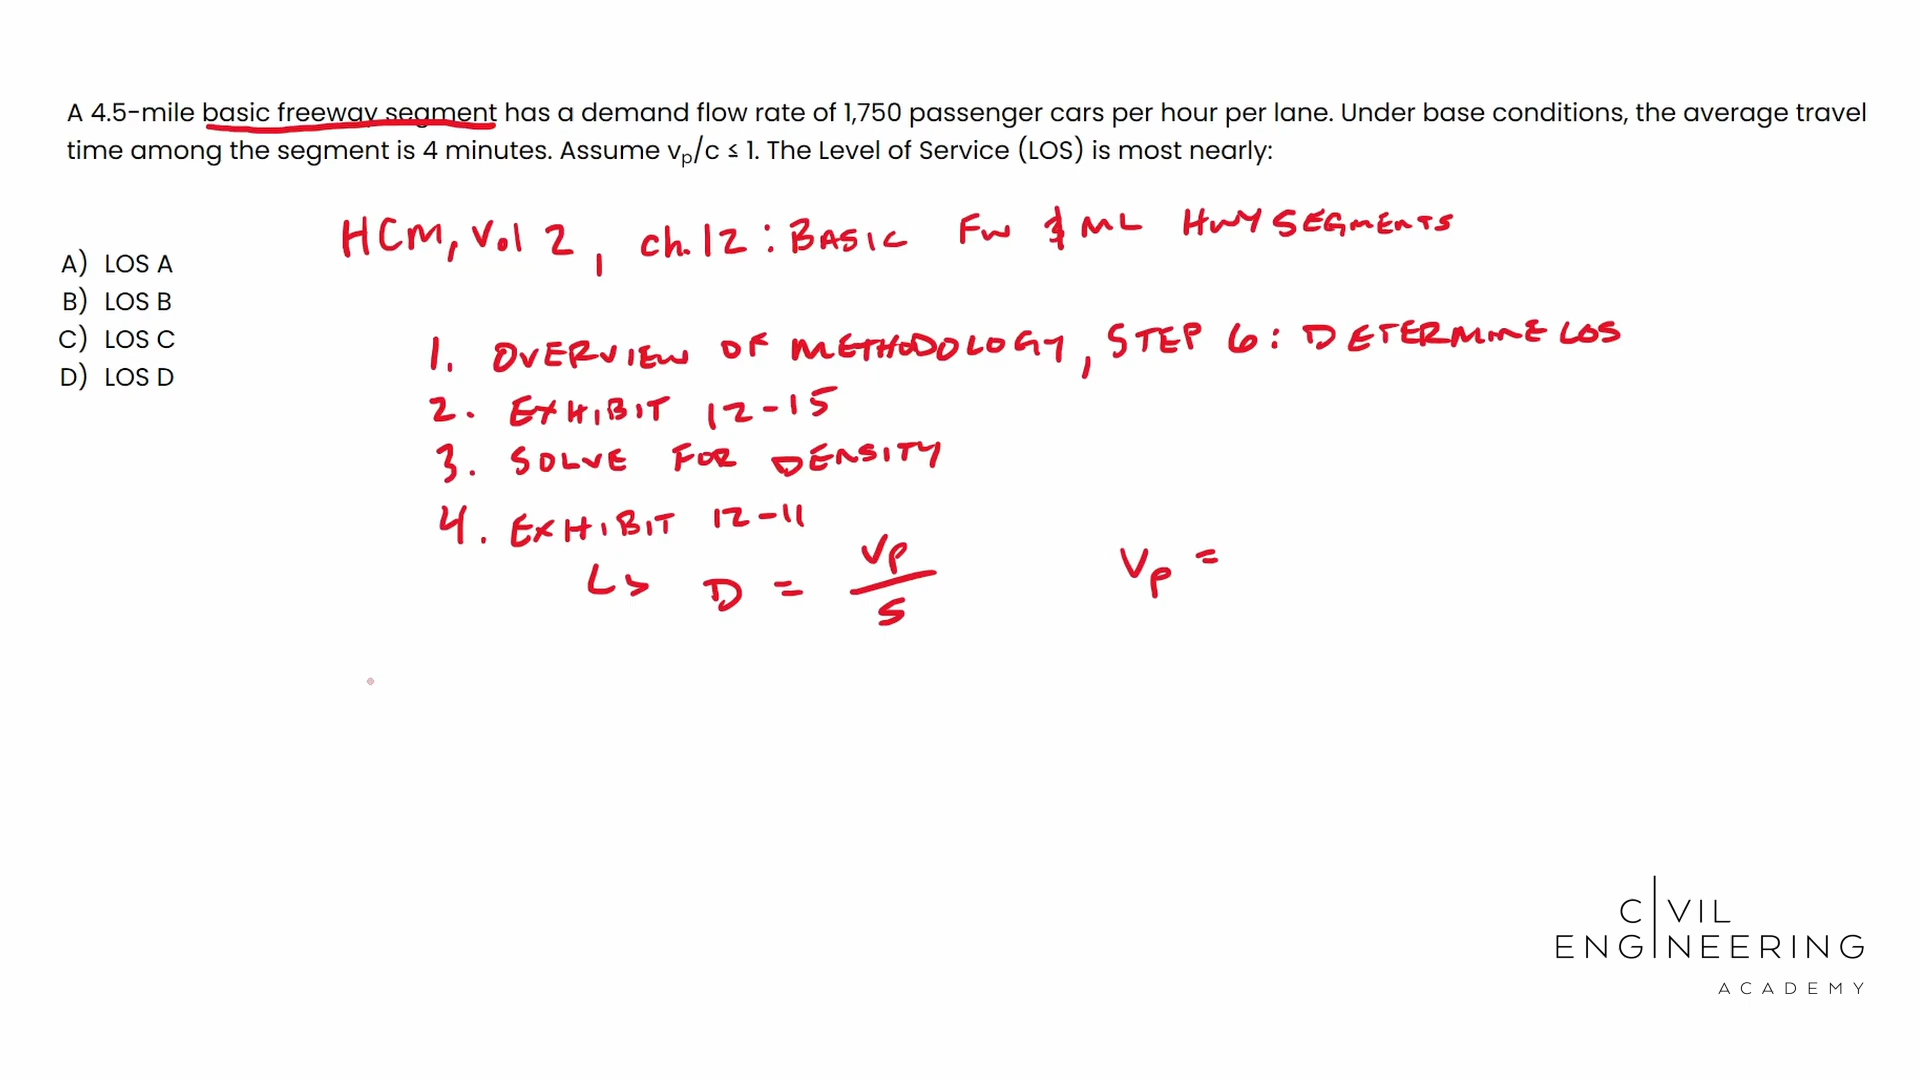 A 4.5-mile basic freeway segment has a demand flow rate of 1,750 passenger cars per hour per lane. Under base conditions, the average travel
time among the segment is 4 minutes. Assume vp/c ≤ 1. The Level of Service (LOS) is most nearly:
HCM, Vol 2, ch. 12: BASIC FW & ML HWY SEGMENTS
A) LOS A
B) LOS B
C) LOS C
D) LOS D
1. OVERVIEW OF METHODOLOGY, STEP 6: DETERMINE LOS
2. EXHIBIT 12-15
3. SOLVE FOR DENSITY
4. EXHIBIT 12-11
↳ D = Vp / S
Vp =
CIVIL
ENGINEERING
ACADEMY